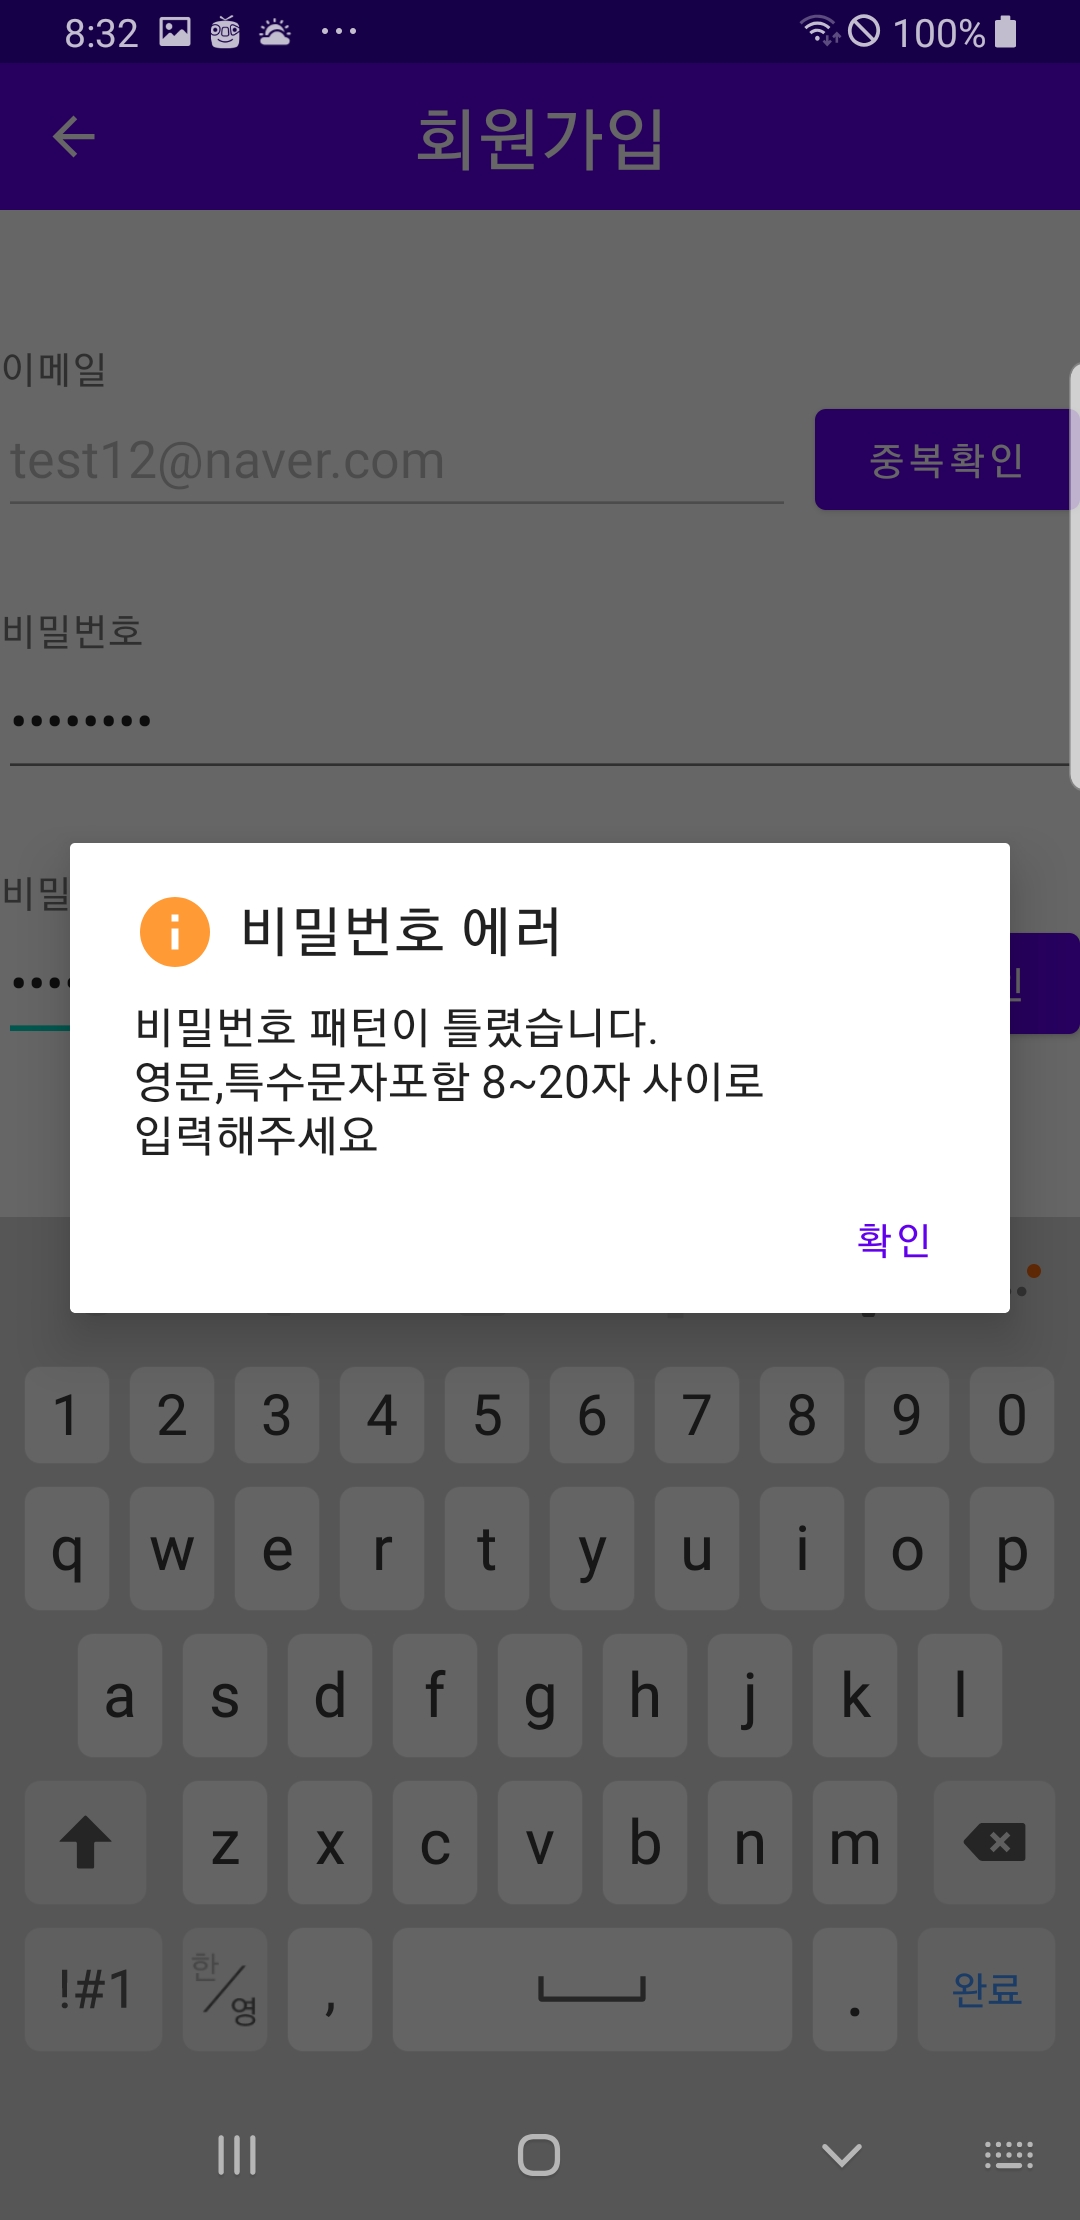 8:32 100%
회원가입
이메일
test12@naver.com 중복확인
비밀번호
비밀
비밀번호 에러
비밀번호 패턴이 틀렸습니다.
영문,특수문자포함 8~20자 사이로
입력해주세요
확인
1 2 3 4 5 6 7 8 9 0
q w e r t y u i o p
a s d f g h j k l
z x c v b n m
!#1 한/영 , . 완료